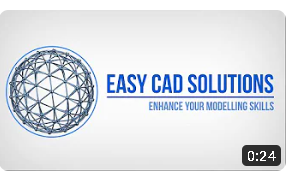 EASY CAD SOLUTIONS
ENHANCE YOUR MODELLING SKILLS
0:24